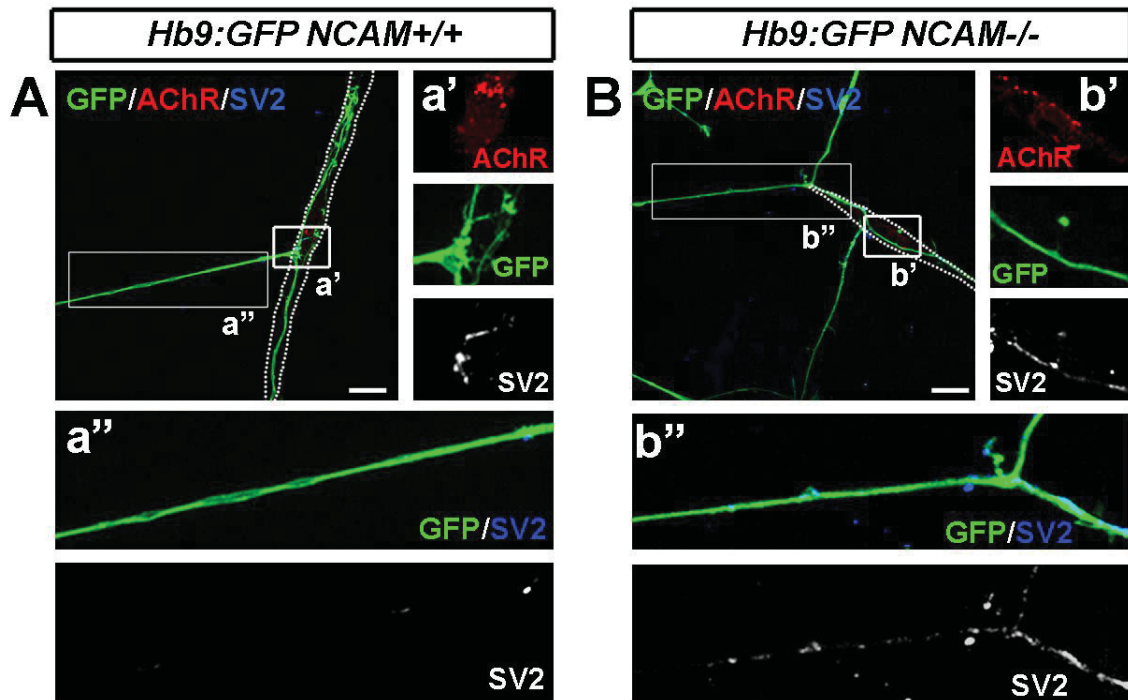 Hb9:GFP NCAM+/+
A
GFP/AChR/SV2
a'
a''
a'
AChR
GFP
SV2
a''
GFP/SV2
SV2
Hb9:GFP NCAM-/-
B
GFP/AChR/SV2
b''
b'
b'
AChR
GFP
SV2
b''
GFP/SV2
SV2